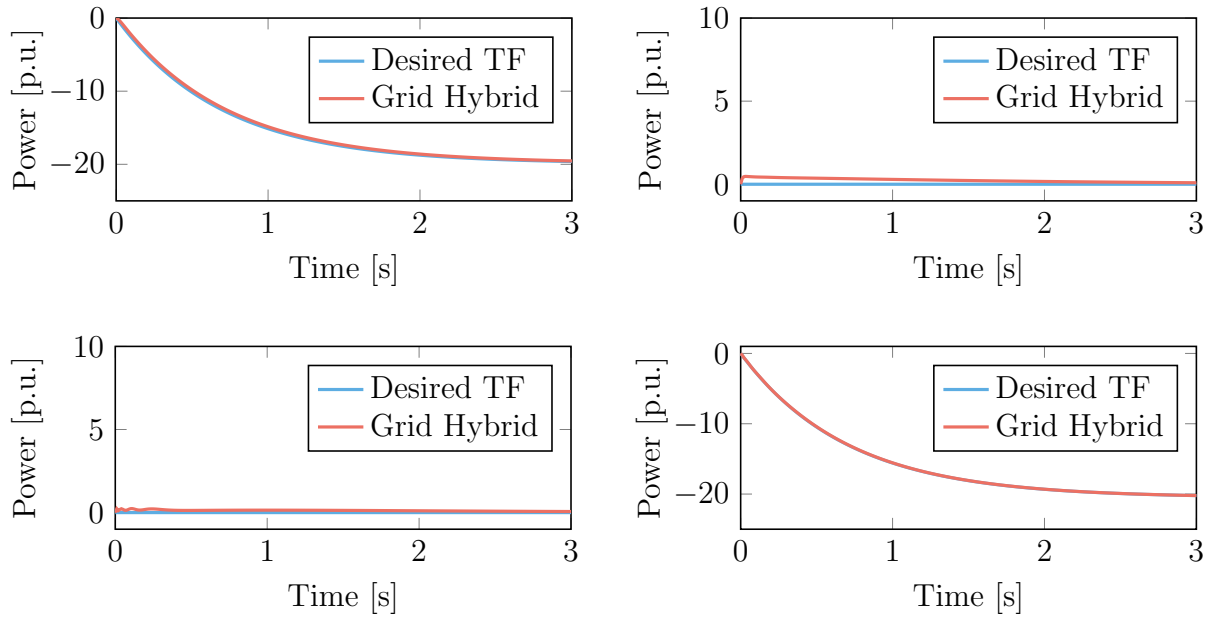 0
−10
−20
Power [p.u.]
Desired TF
Grid Hybrid
0 1 2 3
Time [s]
10
5
0
Power [p.u.]
Desired TF
Grid Hybrid
0 1 2 3
Time [s]
10
5
0
Power [p.u.]
Desired TF
Grid Hybrid
0 1 2 3
Time [s]
0
−10
−20
Power [p.u.]
Desired TF
Grid Hybrid
0 1 2 3
Time [s]